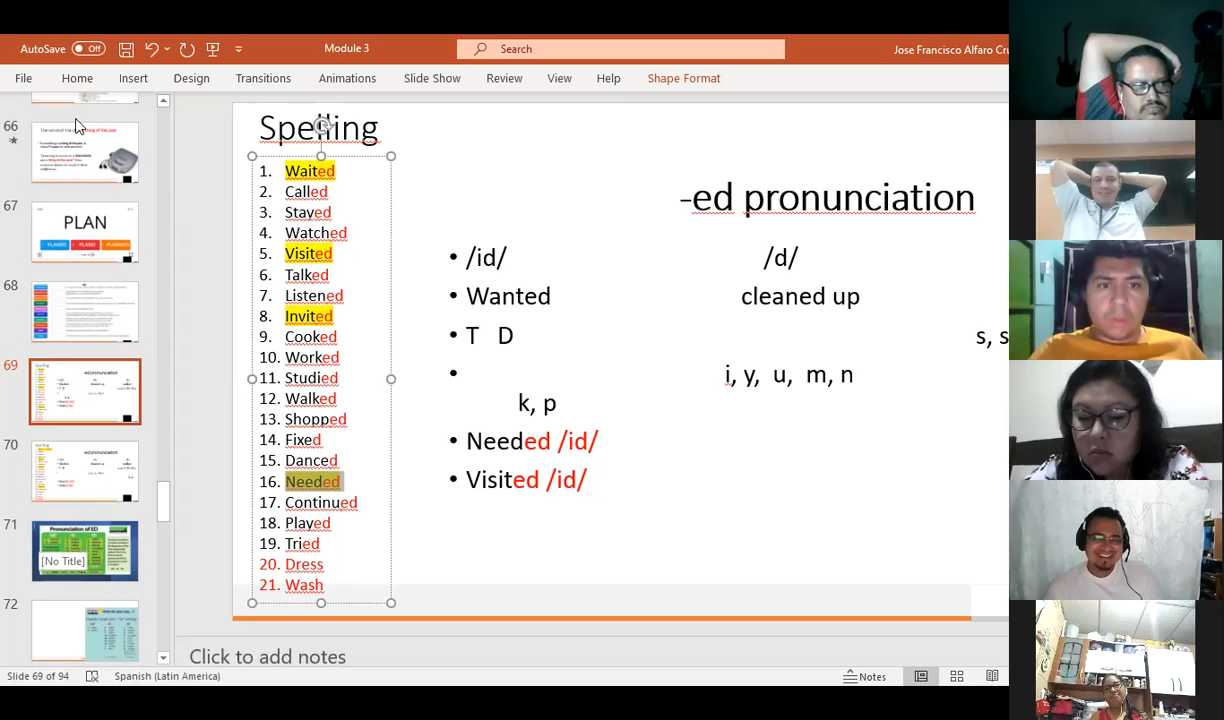 AutoSave Off Module 3 Search Jose Francisco Alfaro Cru
File Home Insert Design Transitions Animations Slide Show Review View Help Shape Format
66
67
PLAN
68
69
70
71
Pronunciation of ED
[No Title]
72
Spelling
1. Waited
2. Called
3. Stayed
4. Watched
5. Visited
6. Talked
7. Listened
8. Invited
9. Cooked
10. Worked
11. Studied
12. Walked
13. Shopped
14. Fixed
15. Danced
16. Needed
17. Continued
18. Played
19. Tried
20. Dress
21. Wash
-ed pronunciation
• /id/ /d/
• Wanted cleaned up
• T D s, s
• i, y, u, m, n
k, p
• Needed /id/
• Visited /id/
Click to add notes
Slide 69 of 94 Spanish (Latin America) Notes